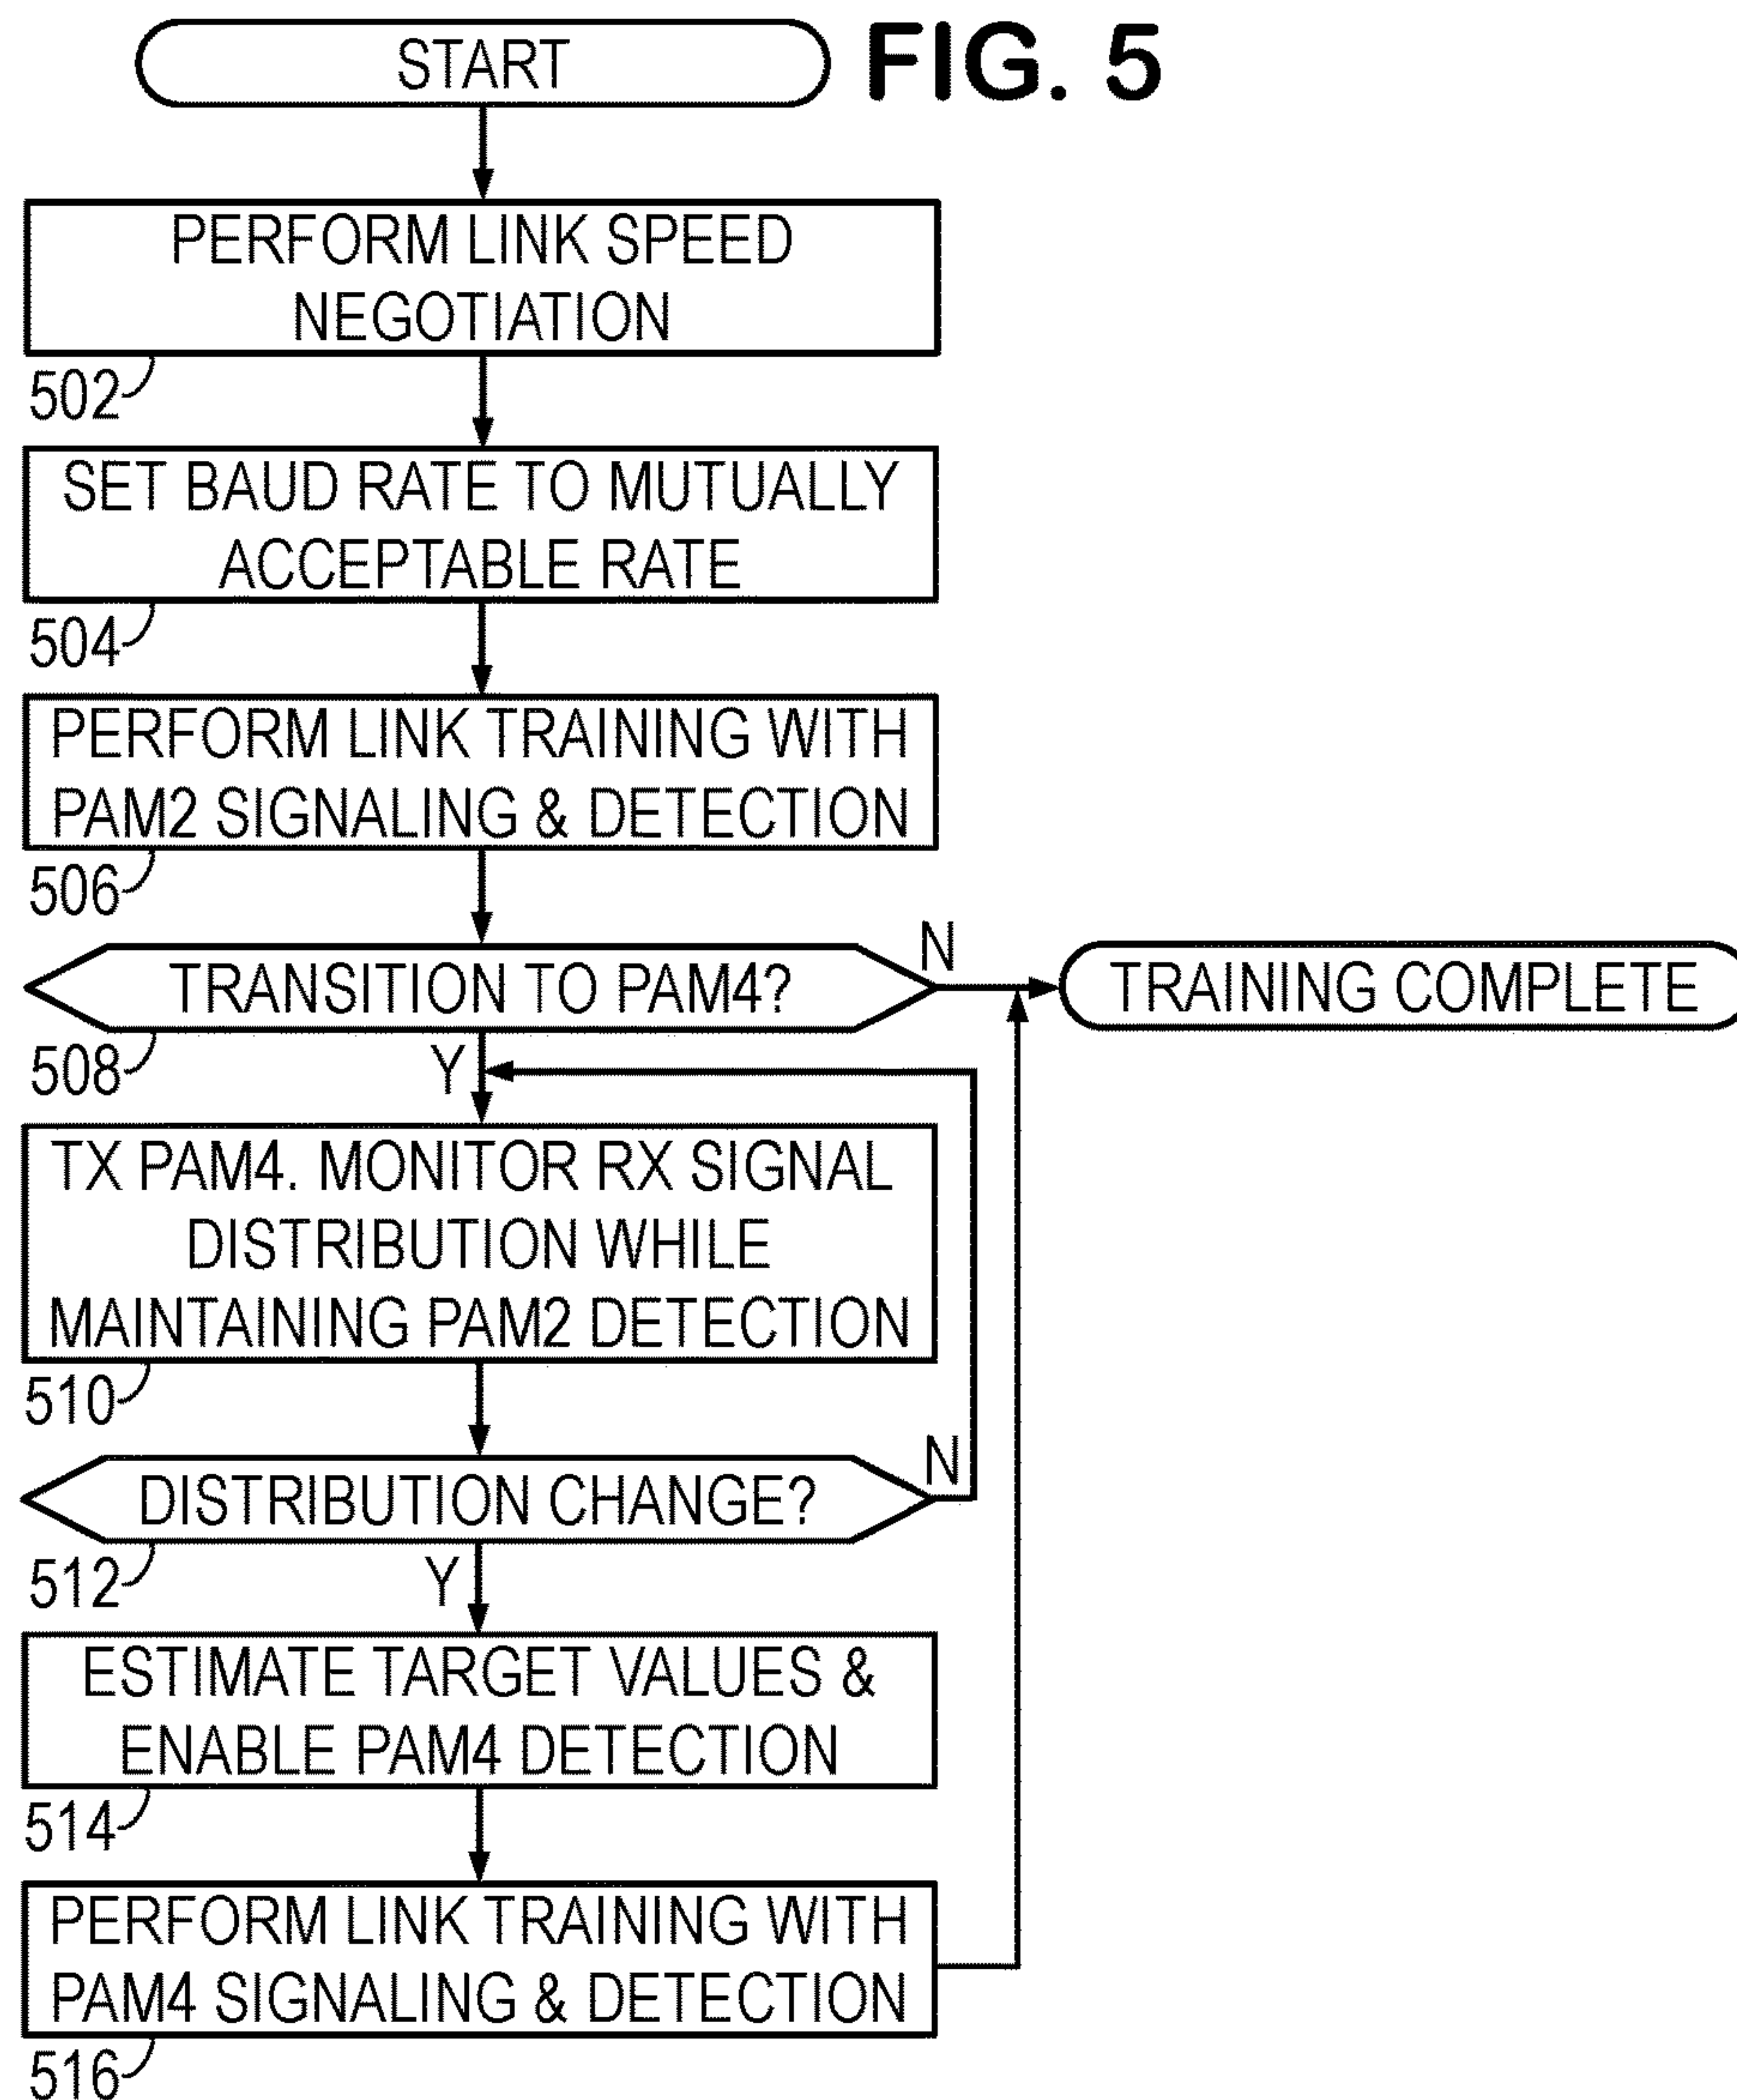 START
FIG. 5
PERFORM LINK SPEED
NEGOTIATION
502
SET BAUD RATE TO MUTUALLY
ACCEPTABLE RATE
504
PERFORM LINK TRAINING WITH
PAM2 SIGNALING & DETECTION
506
TRANSITION TO PAM4?
N
TRAINING COMPLETE
508
Y
TX PAM4. MONITOR RX SIGNAL
DISTRIBUTION WHILE
MAINTAINING PAM2 DETECTION
510
DISTRIBUTION CHANGE?
N
512
Y
ESTIMATE TARGET VALUES &
ENABLE PAM4 DETECTION
514
PERFORM LINK TRAINING WITH
PAM4 SIGNALING & DETECTION
516